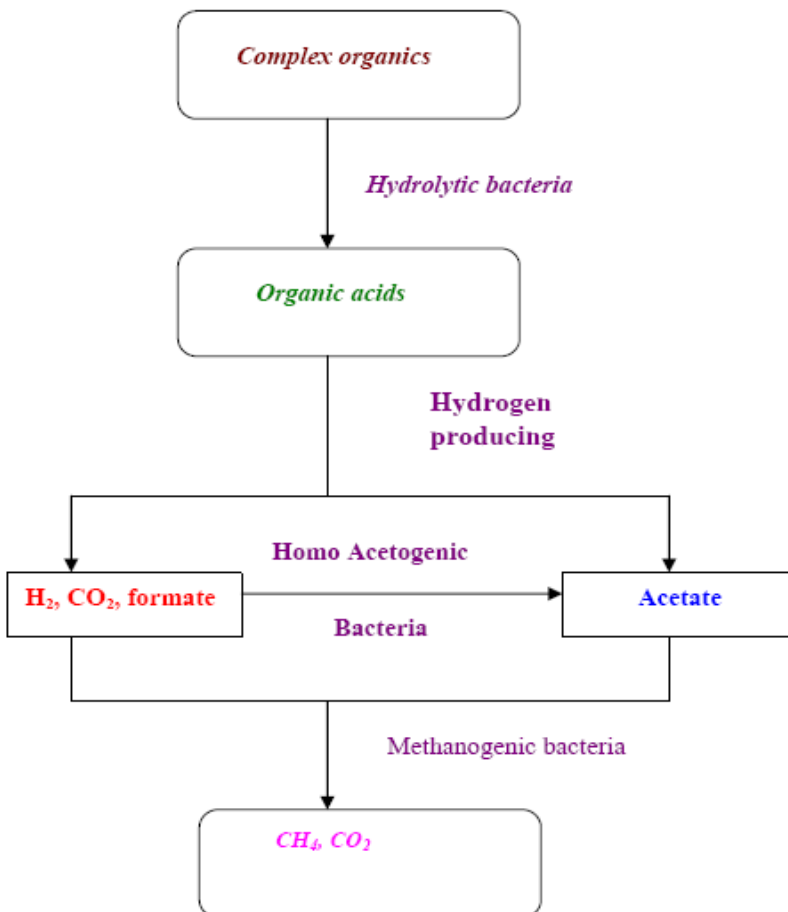 Complex organics
Hydrolytic bacteria
Organic acids
Hydrogen
producing
Homo Acetogenic
H₂, CO₂, formate
Acetate
Bacteria
Methanogenic bacteria
CH₄, CO₂